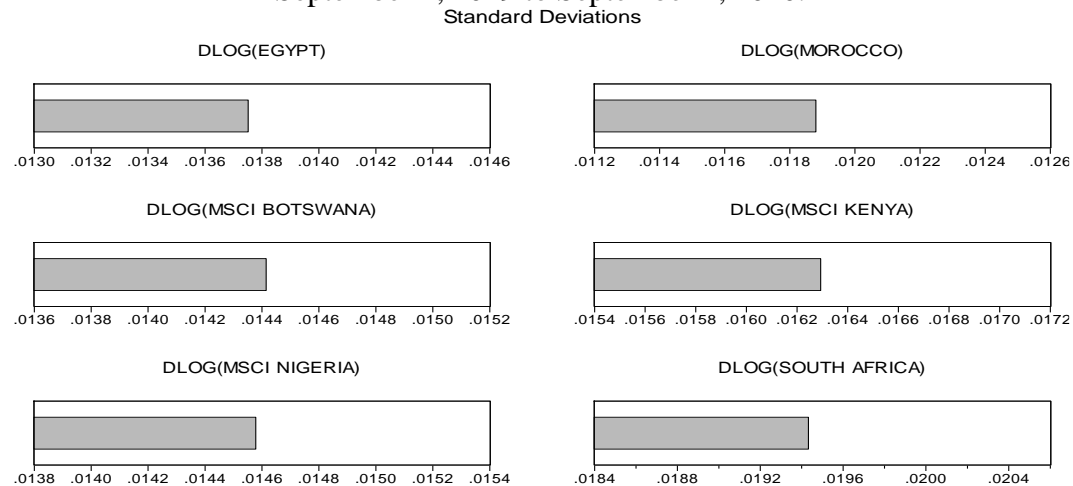 Standard Deviations
DLOG(EGYPT)
.0130 .0132 .0134 .0136 .0138 .0140 .0142 .0144 .0146
DLOG(MOROCCO)
.0112 .0114 .0116 .0118 .0120 .0122 .0124 .0126
DLOG(MSCI BOTSWANA)
.0136 .0138 .0140 .0142 .0144 .0146 .0148 .0150 .0152
DLOG(MSCI KENYA)
.0154 .0156 .0158 .0160 .0162 .0164 .0166 .0168 .0170 .0172
DLOG(MSCI NIGERIA)
.0138 .0140 .0142 .0144 .0146 .0148 .0150 .0152 .0154
DLOG(SOUTH AFRICA)
.0184 .0188 .0192 .0196 .0200 .0204